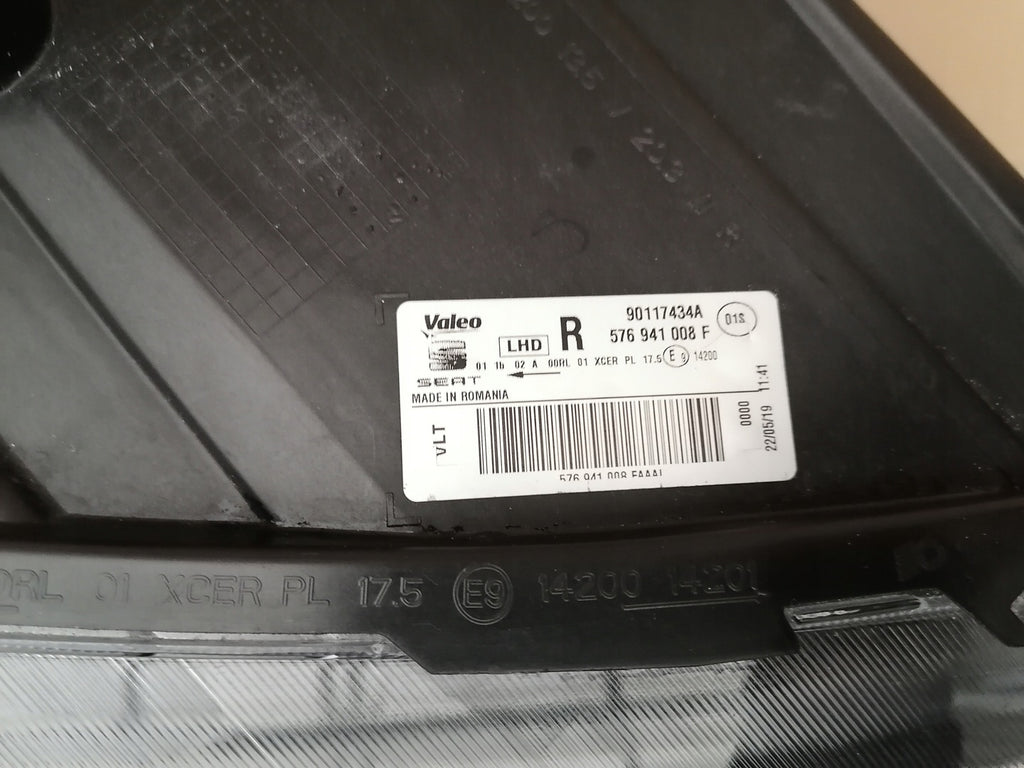 Valeo
LHD
R
90117434A
576 941 008 F
01S
01 1b 02 A 00RL 01 XCER PL 17.5 E9 14200
SEAT
MADE IN ROMANIA
VLT
0000
11:41
22/05/19
576 941 008 FAAAL
01 XCER PL 17.5 E9 14200 14201